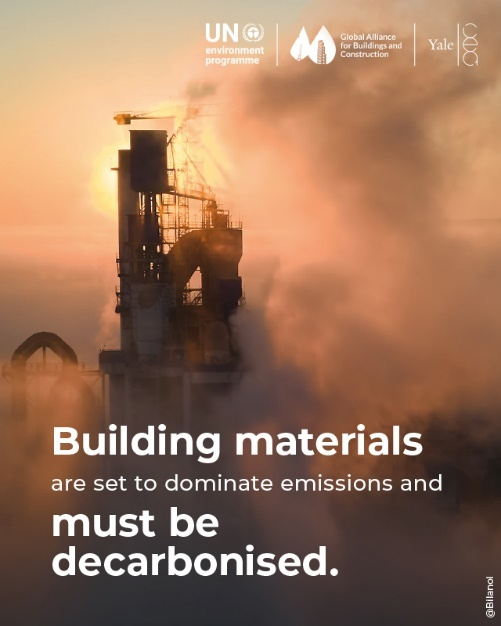 UN
environment
programme
Global Alliance
for Buildings and
Construction
Yale
cea
Building materials
are set to dominate emissions and
must be
decarbonised.
@Bilanol